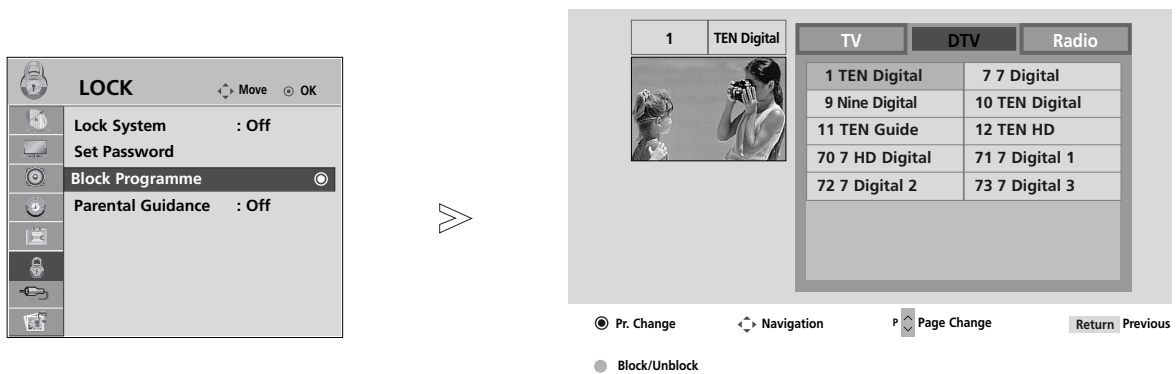 LOCK
Move OK
Lock System : Off
Set Password
Block Programme
Parental Guidance : Off
1 TEN Digital
TV DTV Radio
1 TEN Digital 7 7 Digital
9 Nine Digital 10 TEN Digital
11 TEN Guide 12 TEN HD
70 7 HD Digital 71 7 Digital 1
72 7 Digital 2 73 7 Digital 3
Pr. Change Navigation P Page Change Return Previous
Block/Unblock